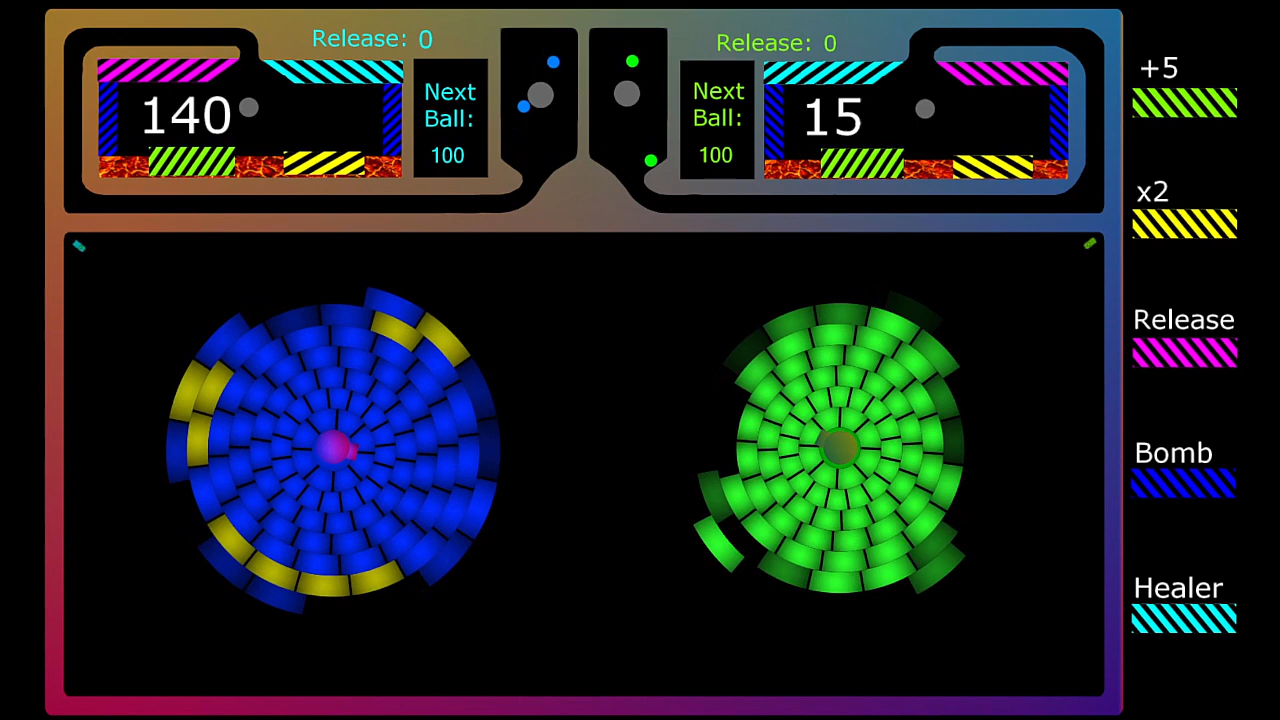 Release: 0
Release: 0
140
Next
Ball:
100
Next
Ball:
100
15
+5
x2
Release
Bomb
Healer